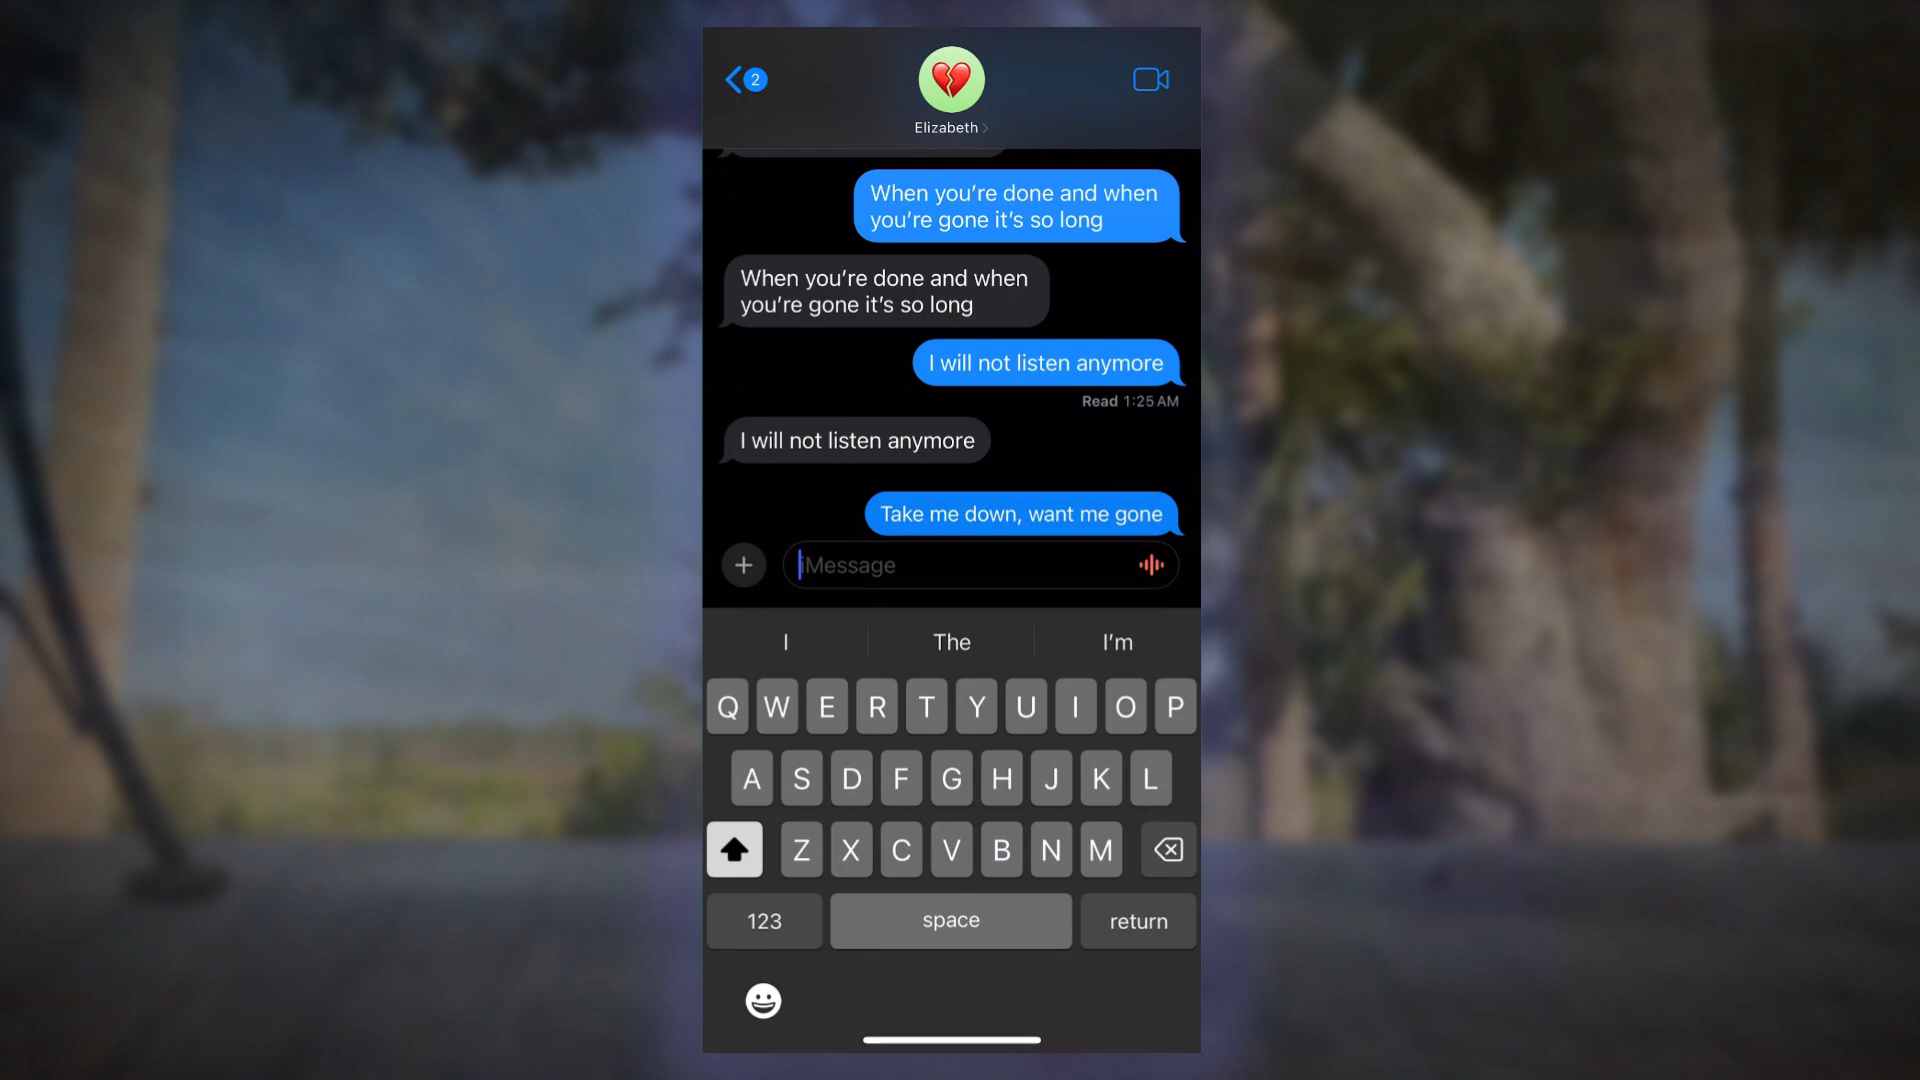 2
Elizabeth
When you’re done and when
you’re gone it’s so long
When you’re done and when
you’re gone it’s so long
I will not listen anymore
Read 1:25 AM
I will not listen anymore
Take me down, want me gone
iMessage
I The I’m
Q W E R T Y U I O P
A S D F G H J K L
Z X C V B N M
123 space return